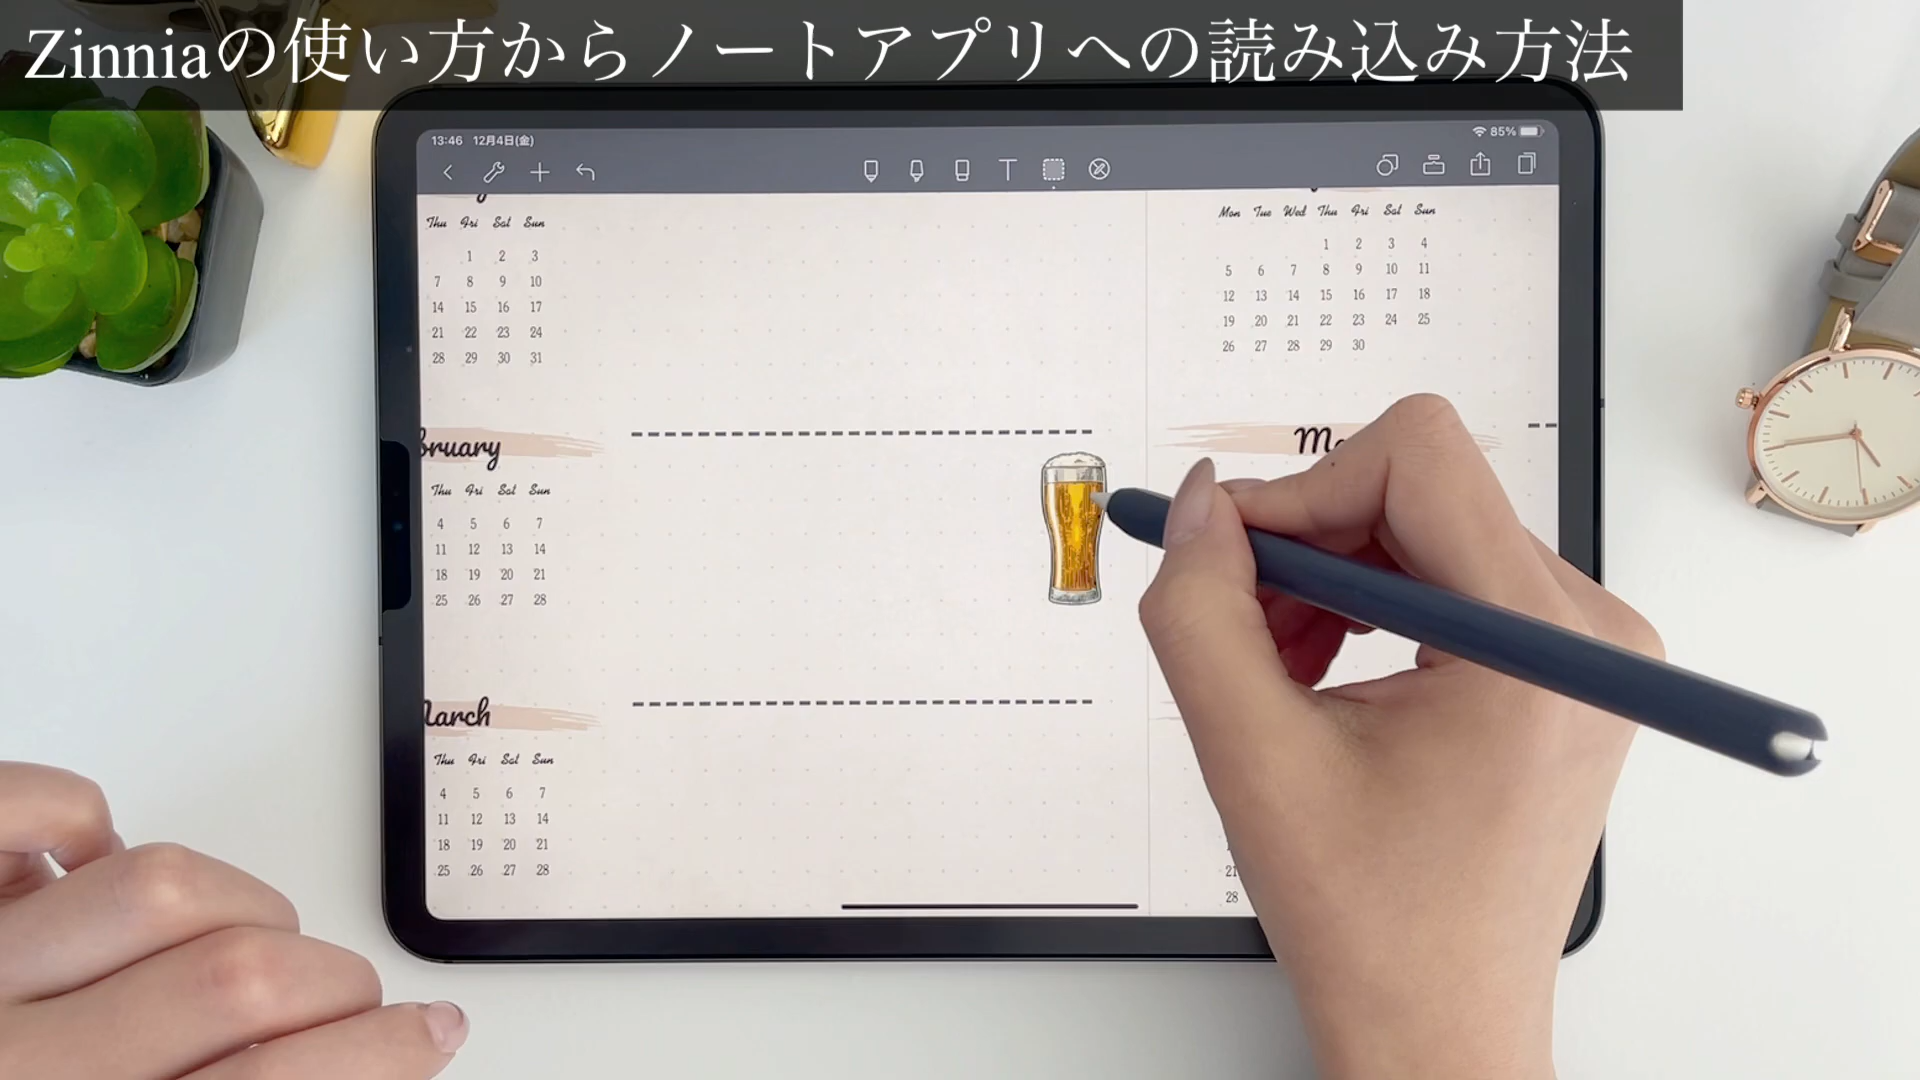 Zinniaの使い方からノートアプリへの読み込み方法
13:46 12月4日(金)
85%
Thu Fri Sat Sun
1 2 3
7 8 9 10
14 15 16 17
21 22 23 24
28 29 30 31
Mon Tue Wed Thu Fri Sat Sun
1 2 3 4
5 6 7 8 9 10 11
12 13 14 15 16 17 18
19 20 21 22 23 24 25
26 27 28 29 30
bruary
Thu Fri Sat Sun
4 5 6 7
11 12 13 14
18 19 20 21
25 26 27 28
Ma
March
Thu Fri Sat Sun
4 5 6 7
11 12 13 14
18 19 20 21
25 26 27 28
21
28